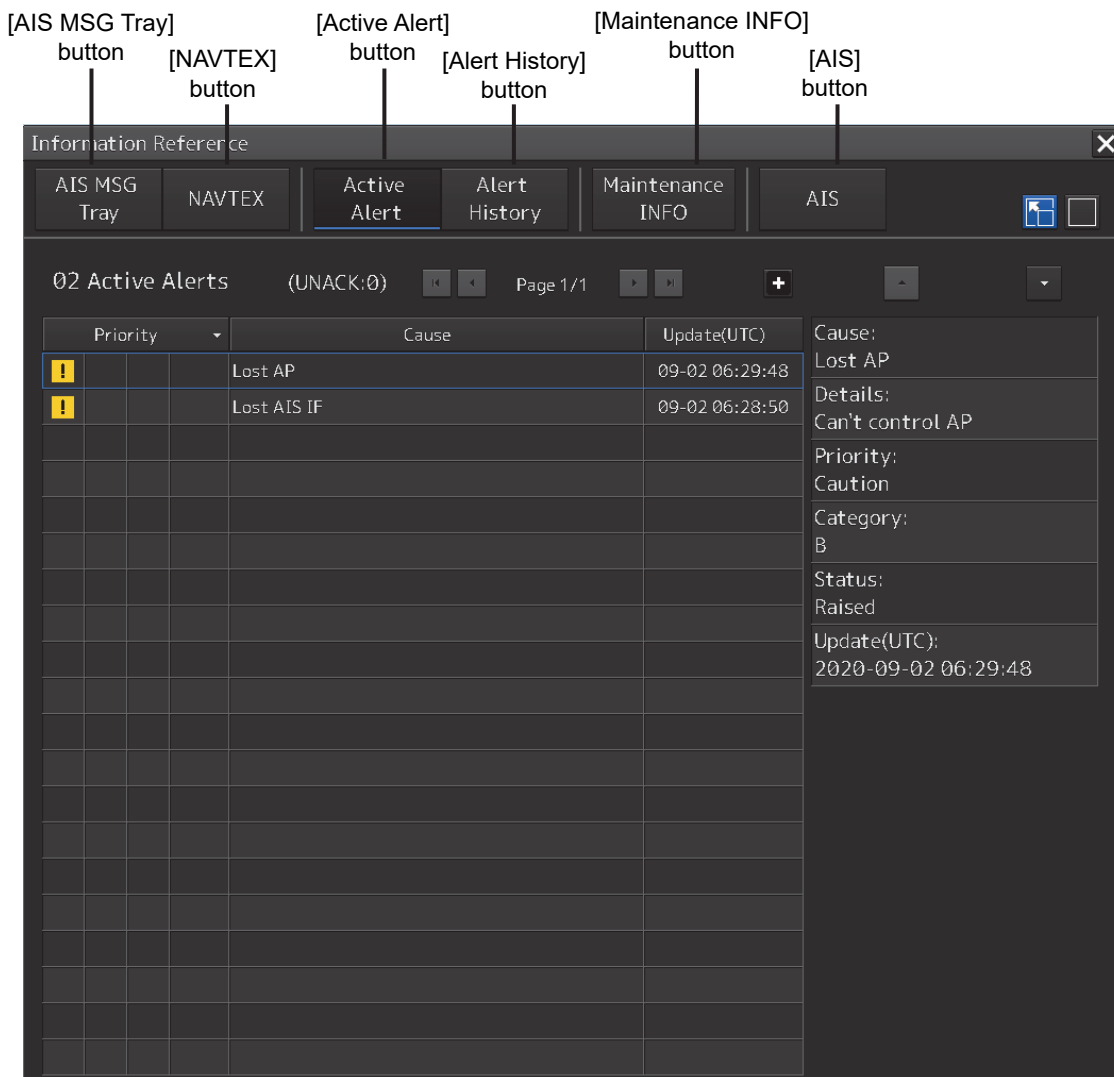 [AIS MSG Tray]
button
[NAVTEX]
button
[Active Alert]
button
[Alert History]
button
[Maintenance INFO]
button
[AIS]
button
Information Reference
AIS MSG
Tray
NAVTEX
Active
Alert
Alert
History
Maintenance
INFO
AIS
02 Active Alerts (UNACK:0) Page 1/1
Priority Cause Update(UTC)
! Lost AP 09-02 06:29:48
! Lost AIS IF 09-02 06:28:50
Cause:
Lost AP
Details:
Can't control AP
Priority:
Caution
Category:
B
Status:
Raised
Update(UTC):
2020-09-02 06:29:48